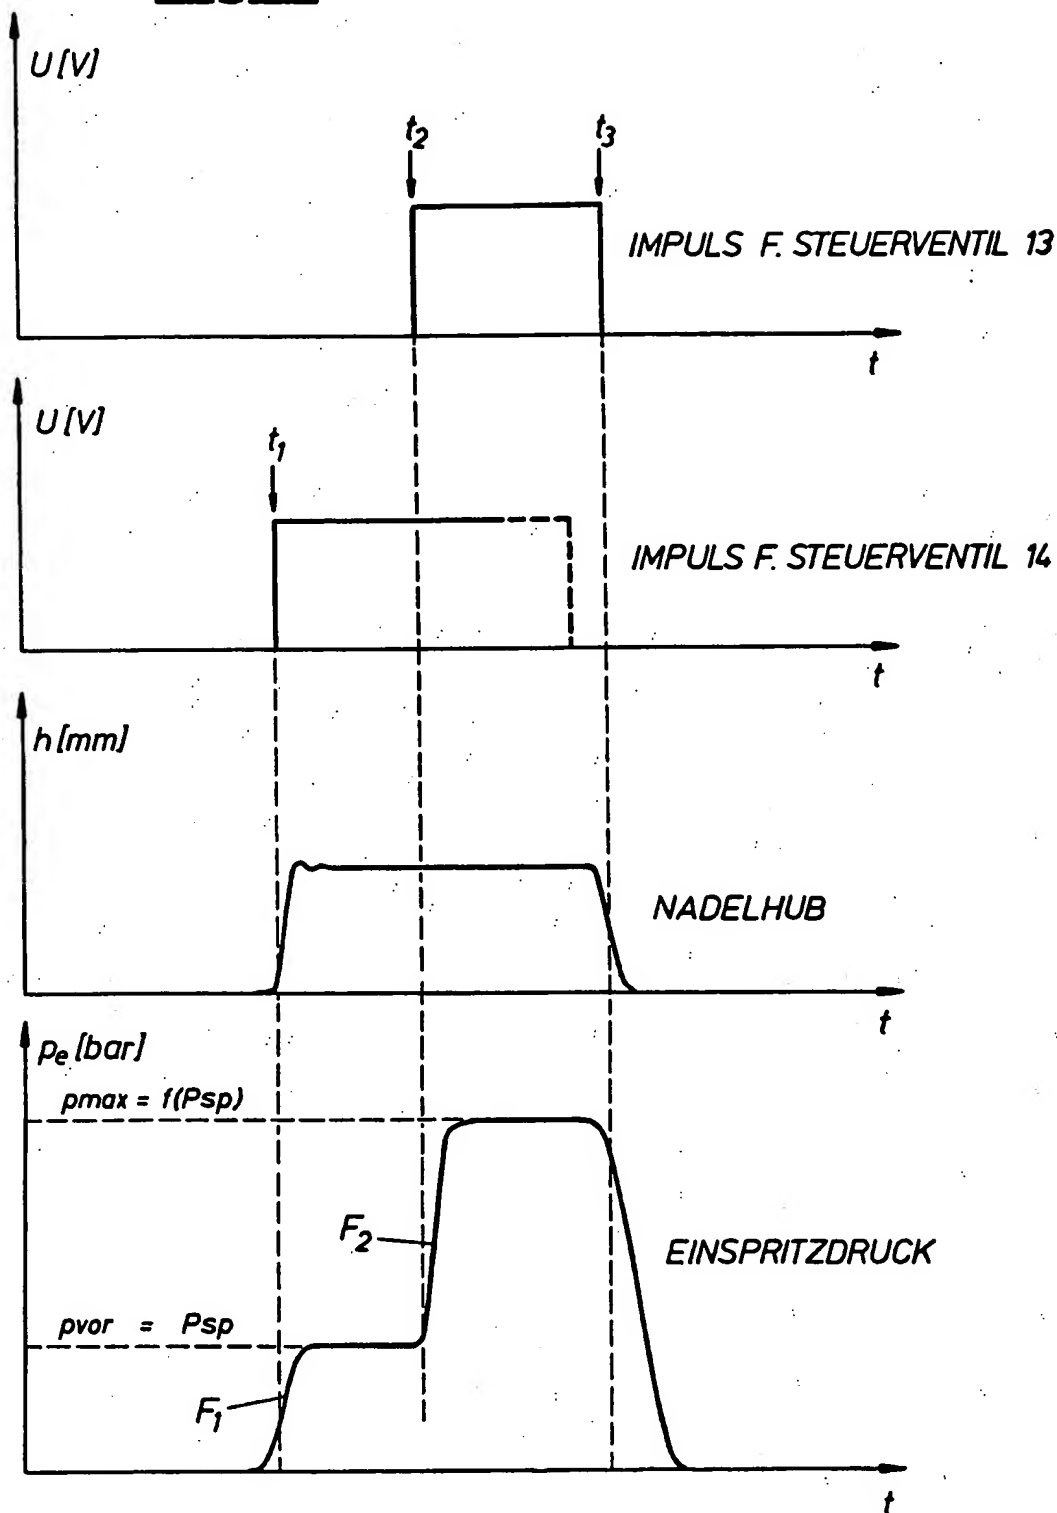 U [V]
t2
t3
IMPULS F. STEUERVENTIL 13
t
U [V]
t1
IMPULS F. STEUERVENTIL 14
t
h [mm]
NADELHUB
t
pe [bar]
pmax = f(Psp)
F2
EINSPRITZDRUCK
pvor = Psp
F1
t